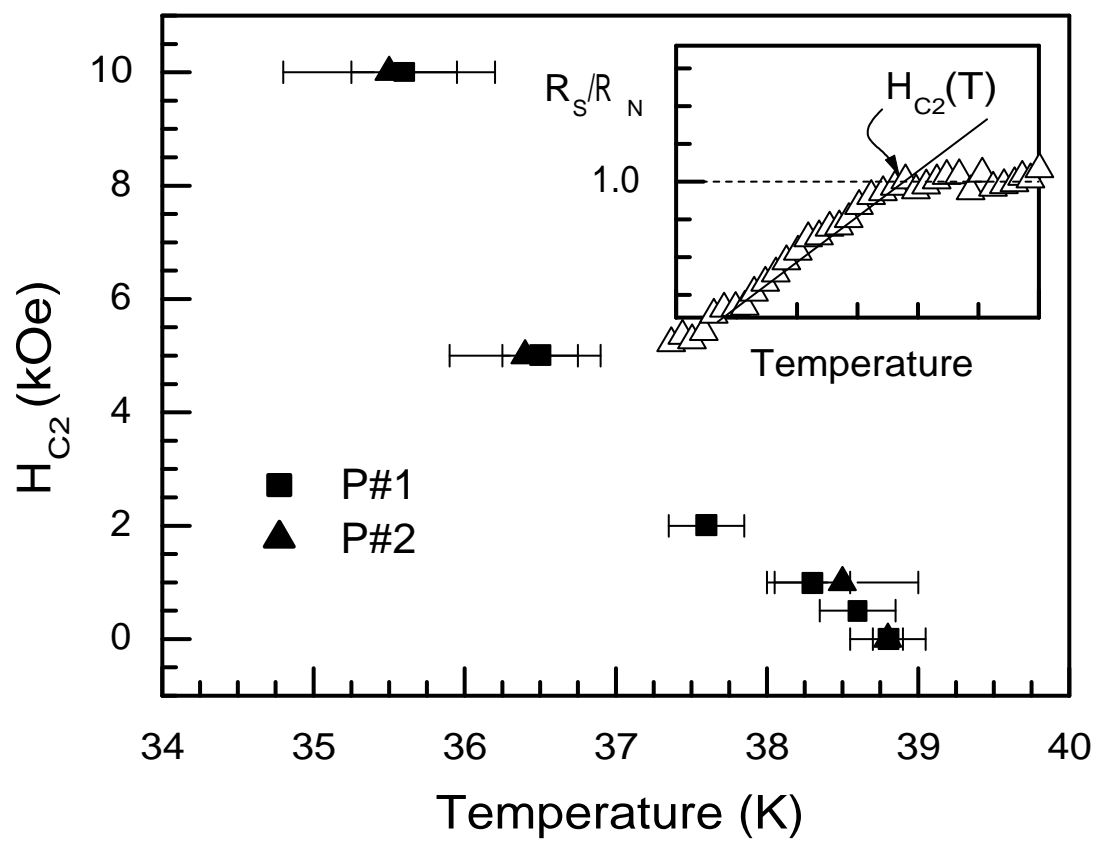 10
8
6
4
2
0
H_C2 (kOe)
R_S/R_N
1.0
H_C2(T)
Temperature
P#1
P#2
34 35 36 37 38 39 40
Temperature (K)